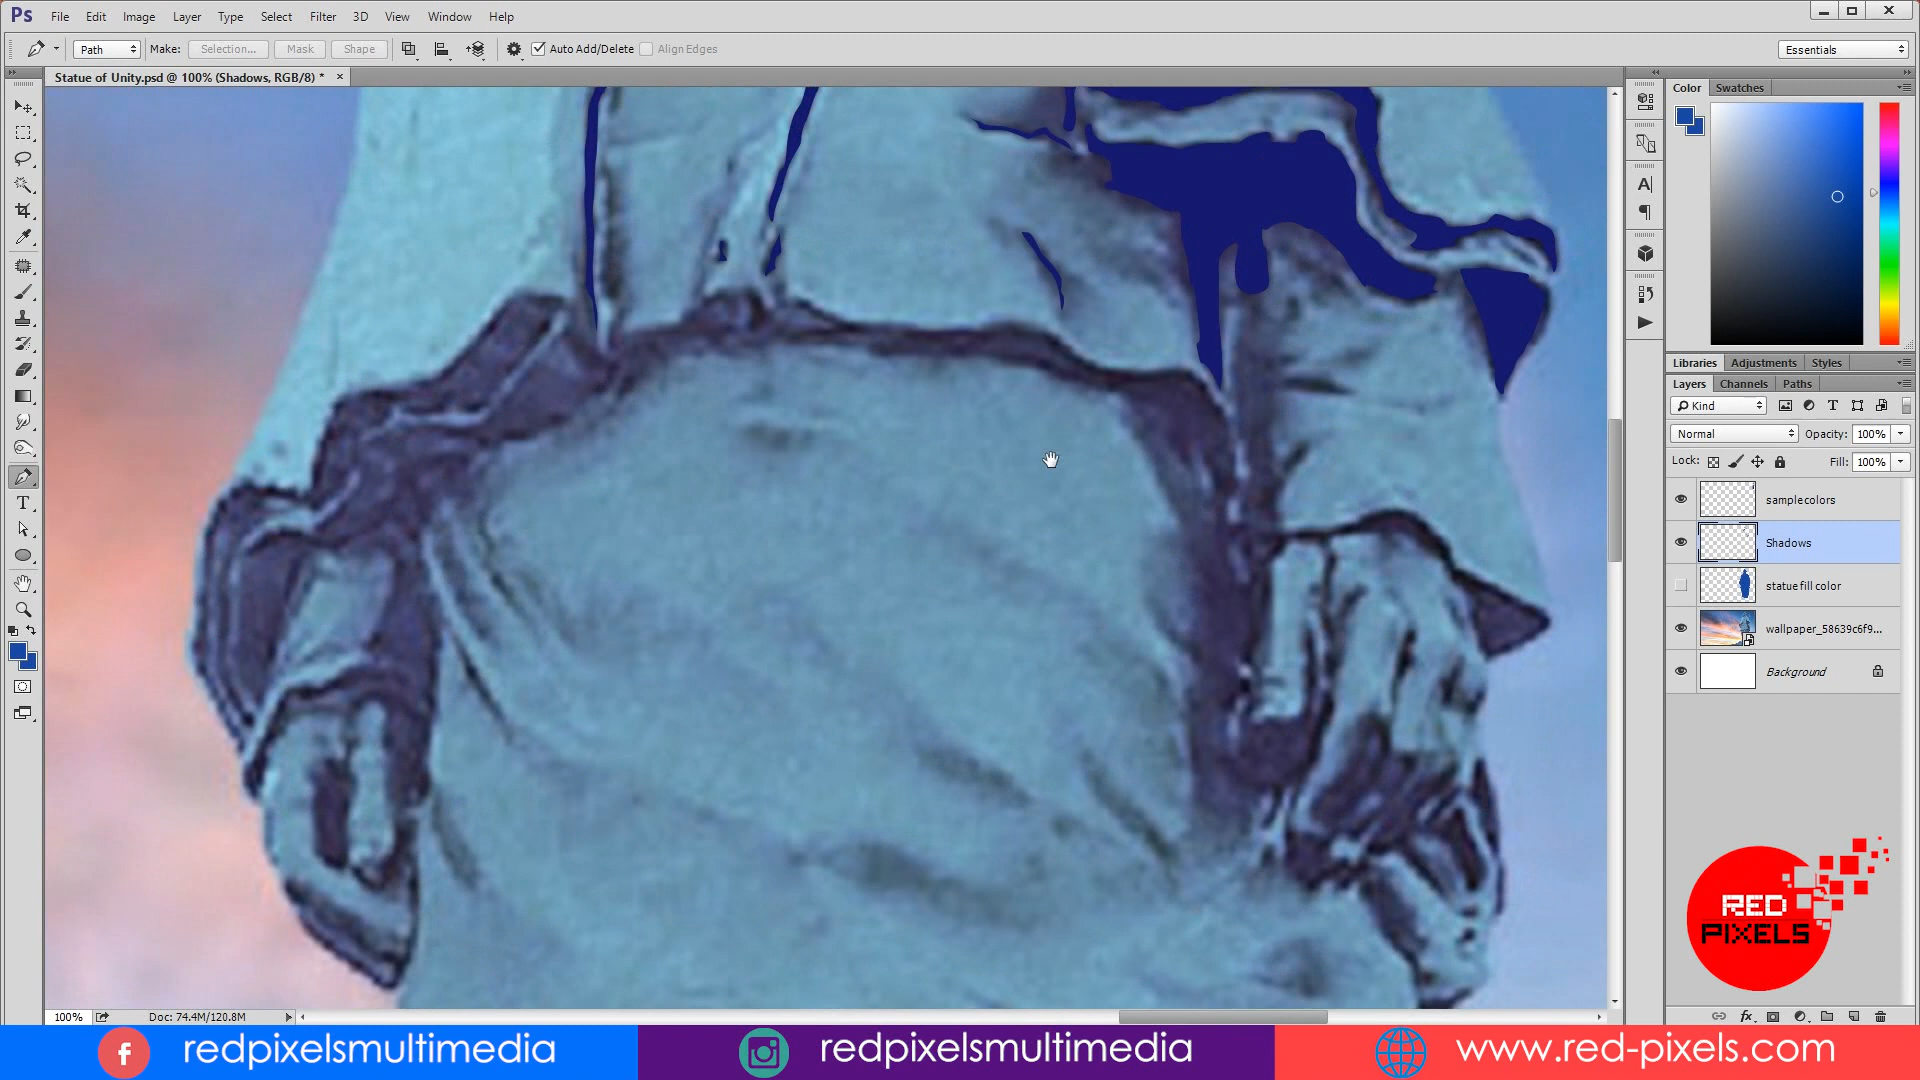 Ps File Edit Image Layer Type Select Filter 3D View Window Help
Path Make: Selection... Mask Shape Auto Add/Delete Align Edges Essentials
Statue of Unity.psd @ 100% (Shadows, RGB/8) * ×
Color Swatches
Libraries Adjustments Styles
Layers Channels Paths
Kind
Normal Opacity: 100%
Lock: Fill: 100%
samplecolors
Shadows
statue fill color
wallpaper_58639c6f9...
Background
RED
PIXELS
100% Doc: 74.4M/120.8M
fx
redpixelsmultimedia redpixelsmultimedia www.red-pixels.com